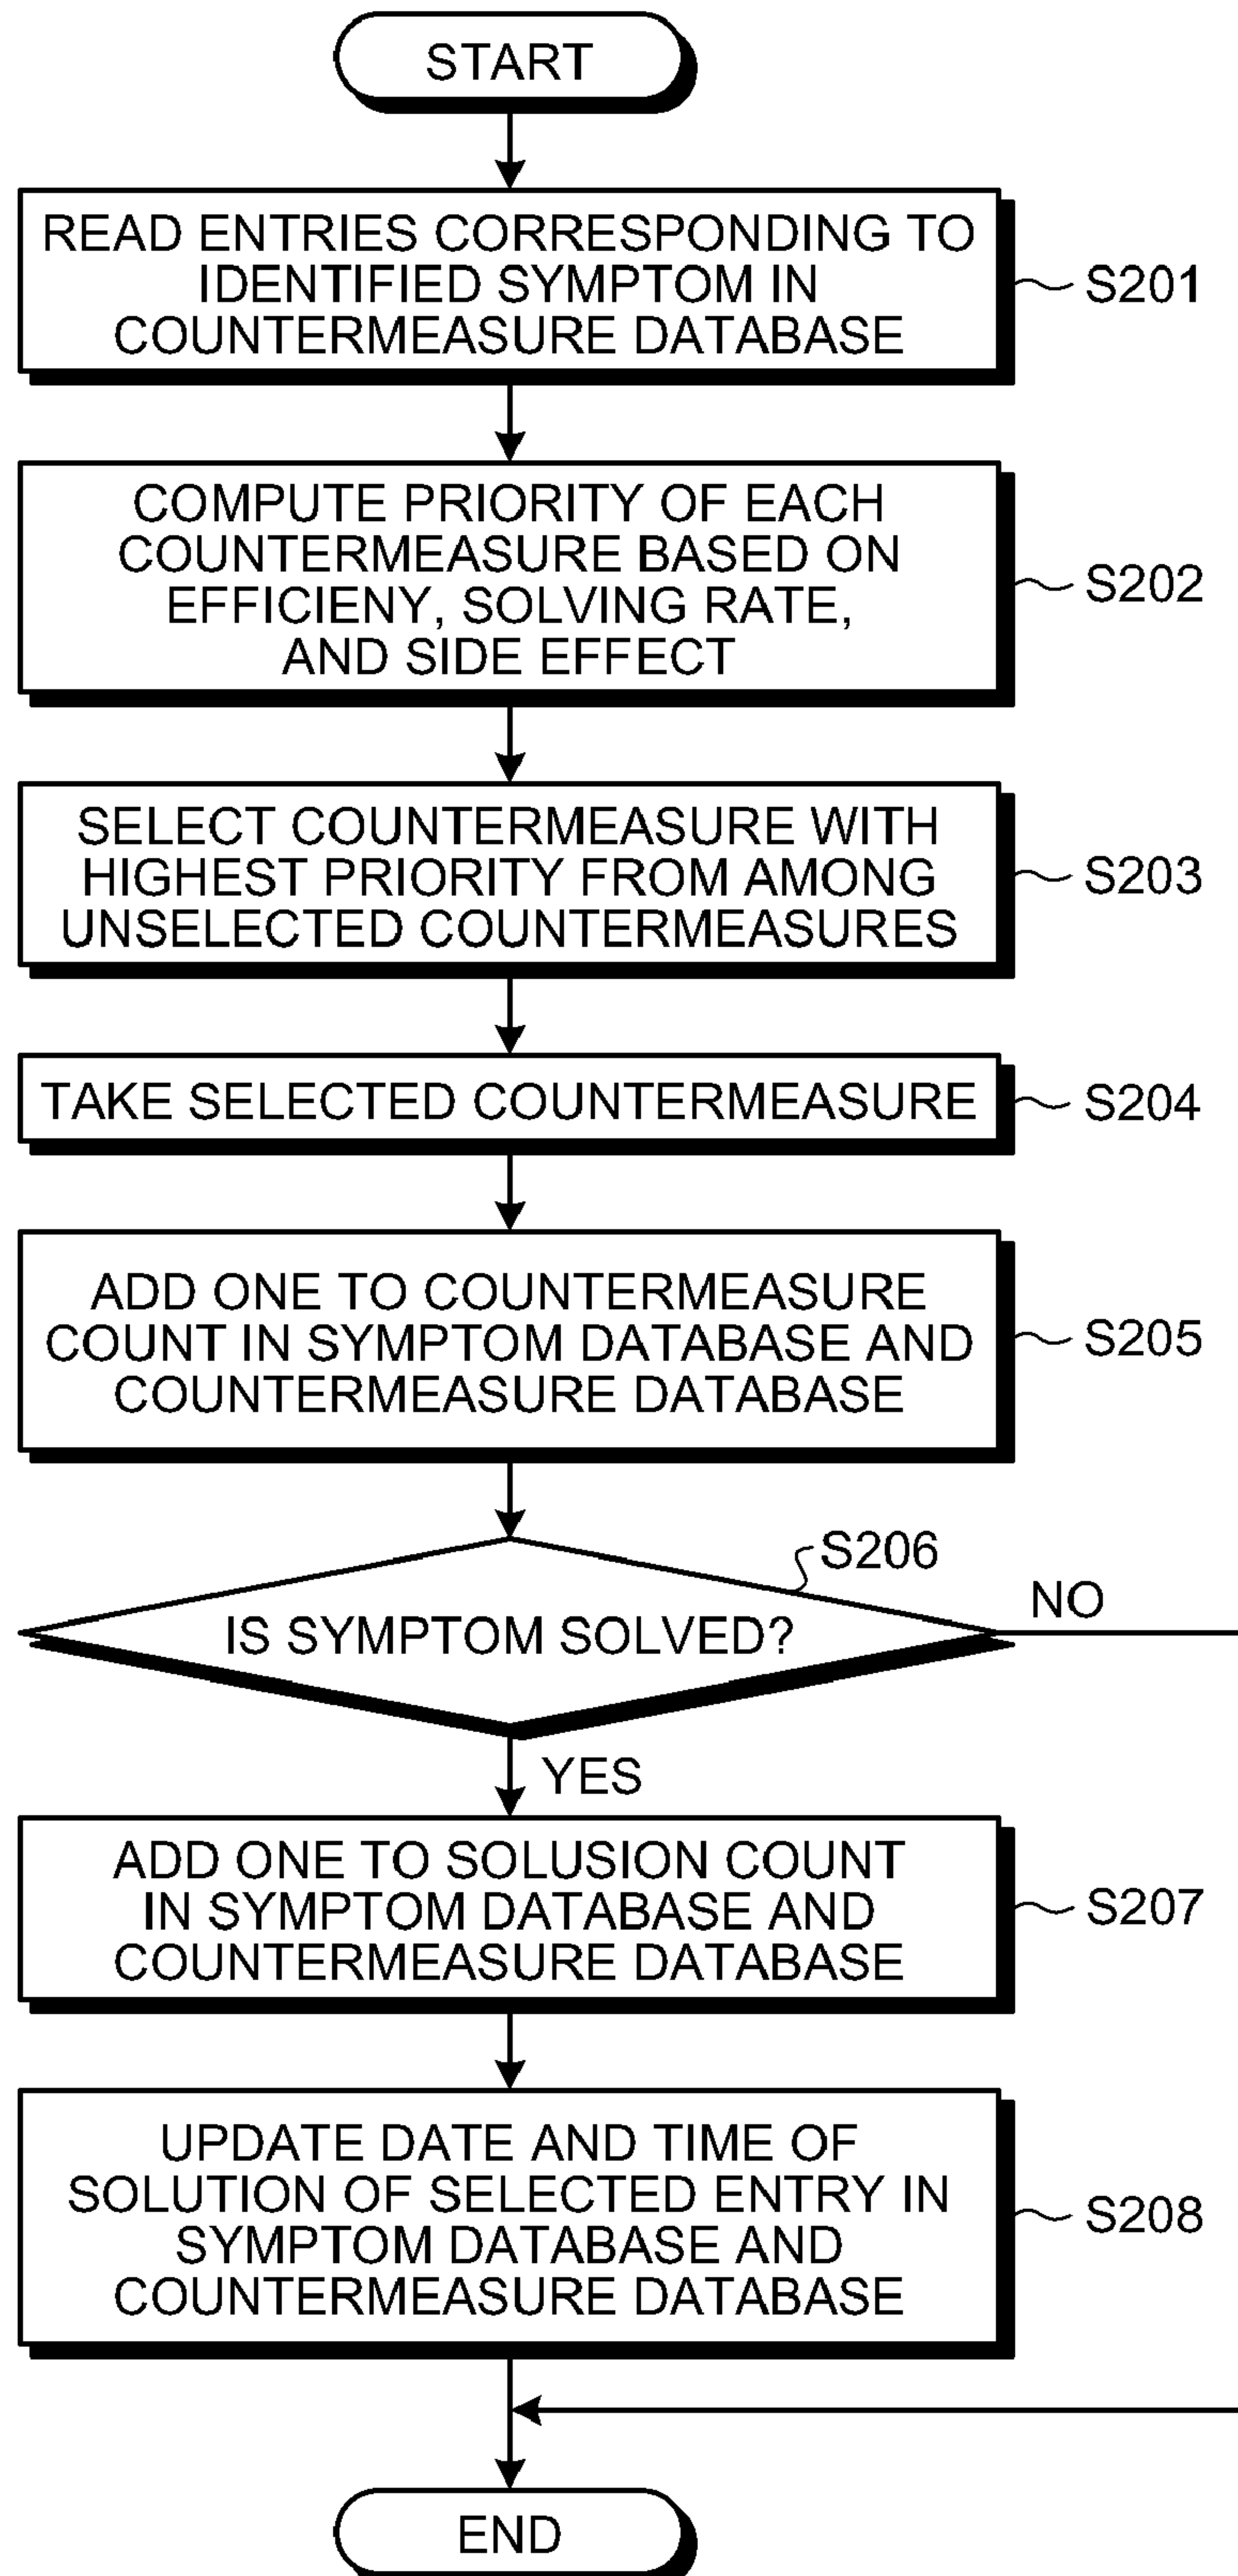 START
READ ENTRIES CORRESPONDING TO
IDENTIFIED SYMPTOM IN
COUNTERMEASURE DATABASE
S201
COMPUTE PRIORITY OF EACH
COUNTERMEASURE BASED ON
EFFICIENY, SOLVING RATE,
AND SIDE EFFECT
S202
SELECT COUNTERMEASURE WITH
HIGHEST PRIORITY FROM AMONG
UNSELECTED COUNTERMEASURES
S203
TAKE SELECTED COUNTERMEASURE
S204
ADD ONE TO COUNTERMEASURE
COUNT IN SYMPTOM DATABASE AND
COUNTERMEASURE DATABASE
S205
S206
IS SYMPTOM SOLVED?
NO
YES
ADD ONE TO SOLUSION COUNT
IN SYMPTOM DATABASE AND
COUNTERMEASURE DATABASE
S207
UPDATE DATE AND TIME OF
SOLUTION OF SELECTED ENTRY IN
SYMPTOM DATABASE AND
COUNTERMEASURE DATABASE
S208
END